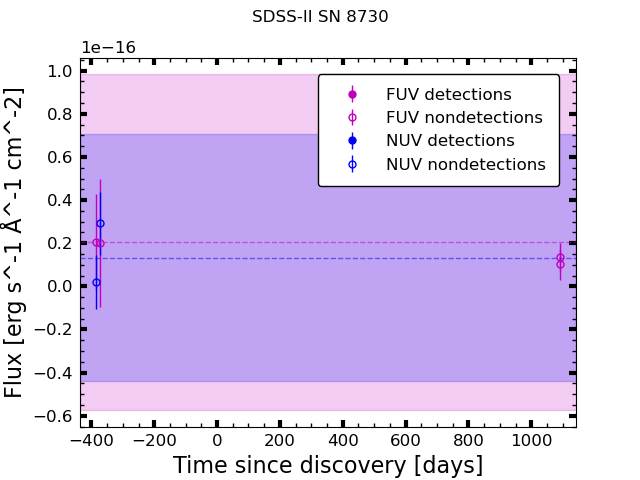 SDSS-II SN 8730
1e−16
FUV detections
FUV nondetections
NUV detections
NUV nondetections
1.0
0.8
0.6
0.4
0.2
0.0
−0.2
−0.4
−0.6
Flux [erg s^-1 Å^-1 cm^-2]
−400 −200 0 200 400 600 800 1000
Time since discovery [days]